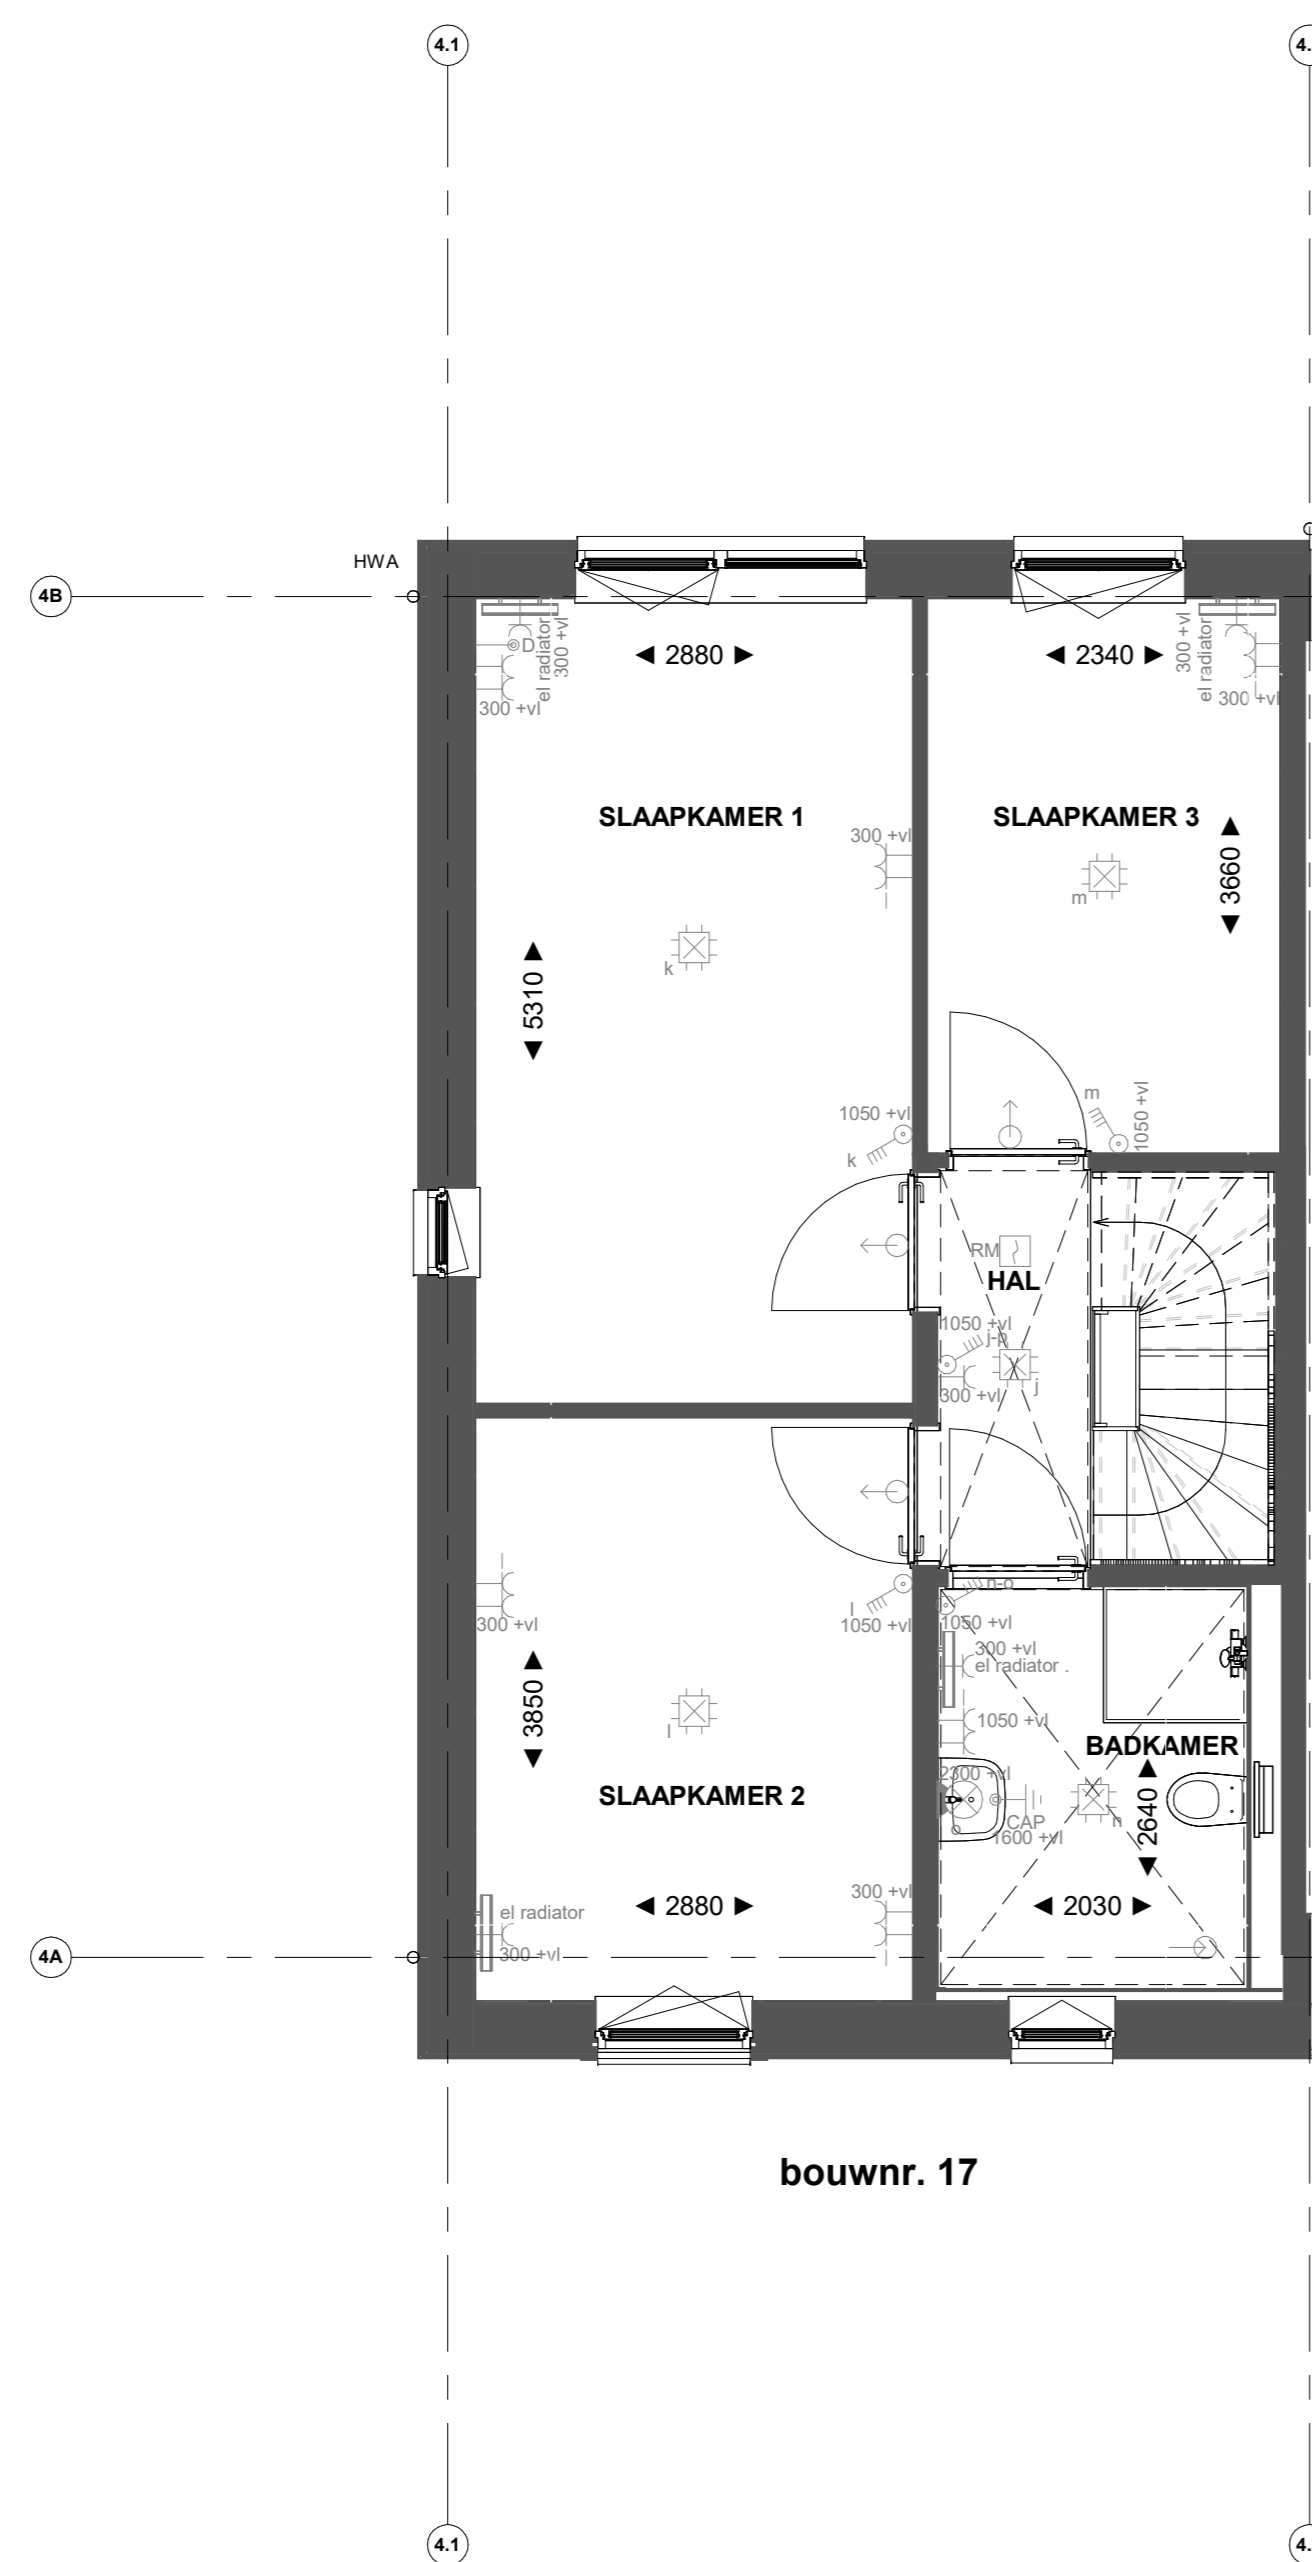 4.1
4.
HWA
4B
D
el radiator
300 +vl
300 +vl
2880
2340
300 +vl
el radiator
300 +vl
SLAAPKAMER 1
SLAAPKAMER 3
300 +vl
3660
m
k
5310
1050 +vl
k
m
1050 +vl
RM
HAL
1050 +vl
j-p
300 +vl
j
300 +vl
l
1050 +vl
n-o
1050 +vl
300 +vl
el radiator .
3850
l
1050 +vl
BADKAMER
2300 +vl
SLAAPKAMER 2
CAP
1600 +vl
n
2640
el radiator
300 +vl
2880
300 +vl
2030
4A
bouwnr. 17
4.1
4.